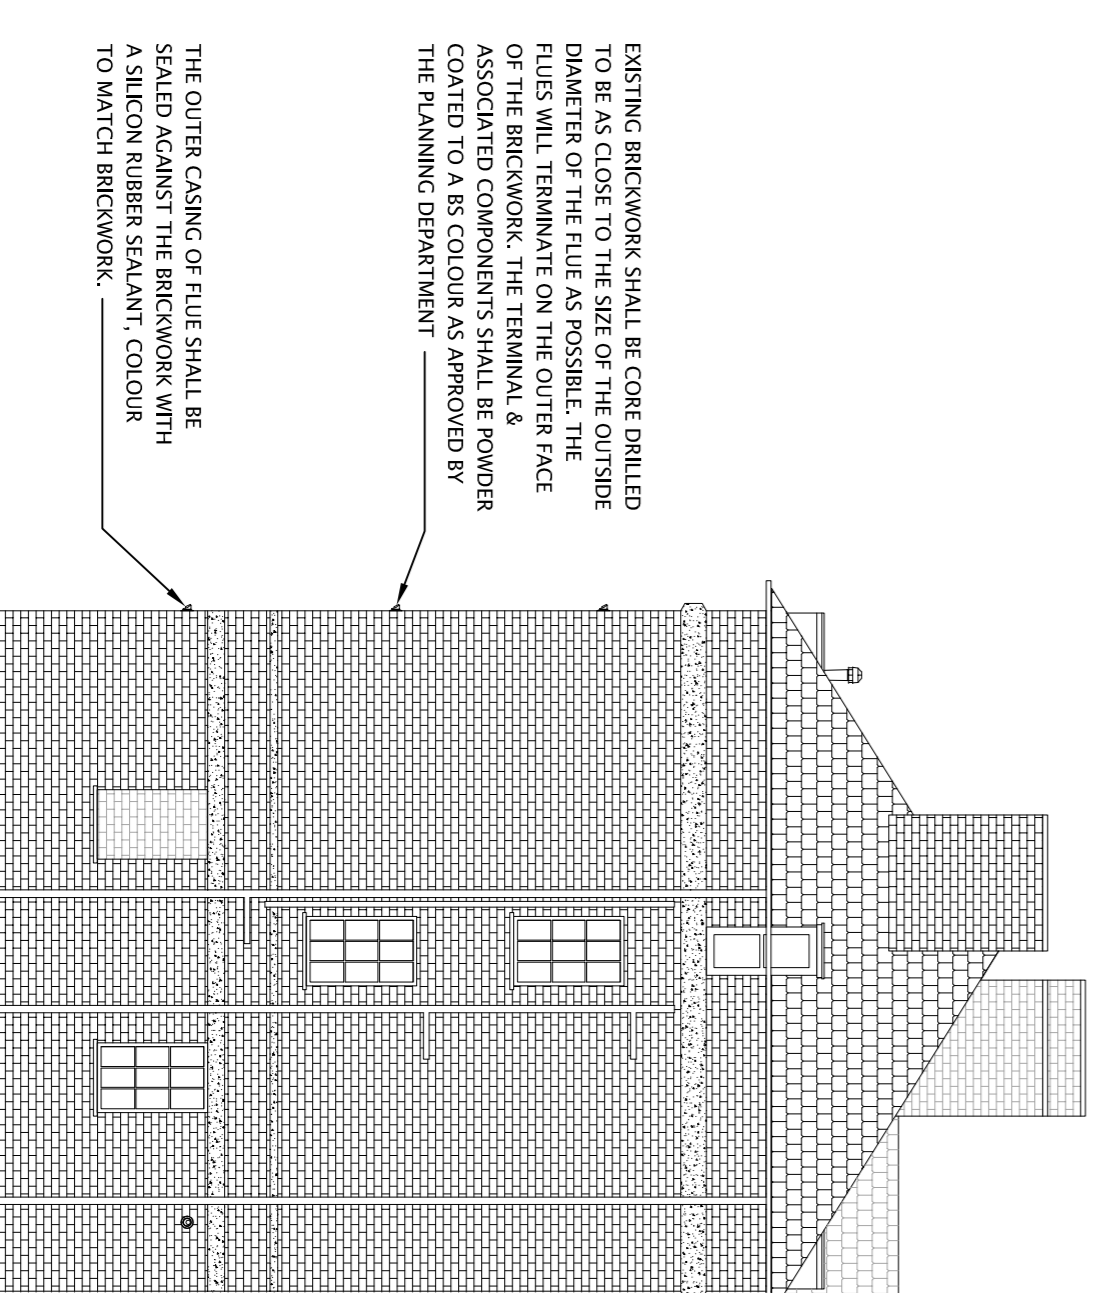 EXISTING BRICKWORK SHALL BE CORE DRILLED
TO BE AS CLOSE TO THE SIZE OF THE OUTSIDE
DIAMETER OF THE FLUE AS POSSIBLE. THE
FLUES WILL TERMINATE ON THE OUTER FACE
OF THE BRICKWORK. THE TERMINAL &
ASSOCIATED COMPONENTS SHALL BE POWDER
COATED TO A BS COLOUR AS APPROVED BY
THE PLANNING DEPARTMENT
THE OUTER CASING OF FLUE SHALL BE
SEALED AGAINST THE BRICKWORK WITH
A SILICON RUBBER SEALANT, COLOUR
TO MATCH BRICKWORK.